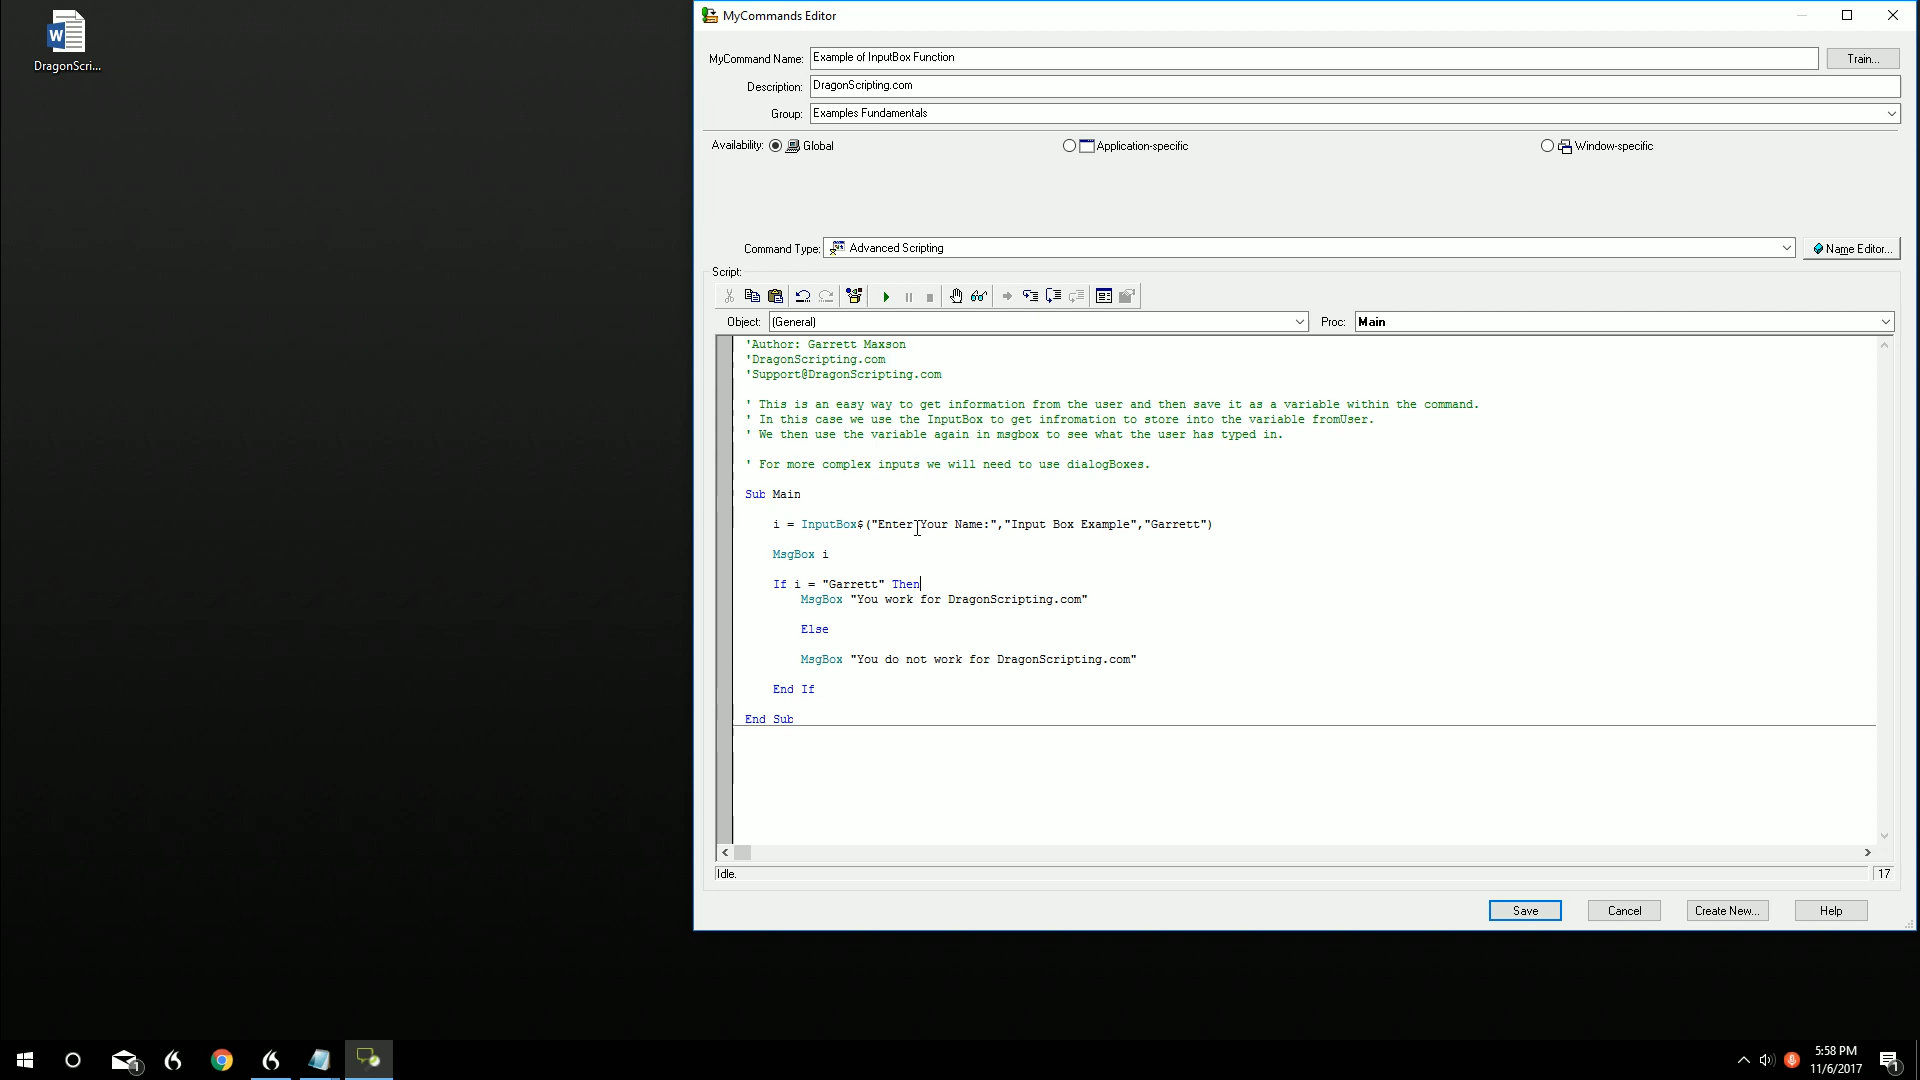 DragonScri...
MyCommands Editor
MyCommand Name: Example of InputBox Function Train...
Description: DragonScripting.com
Group: Examples Fundamentals
Availability: Global Application-specific Window-specific
Command Type: Advanced Scripting Name Editor...
Script:
Object: (General) Proc: Main
'Author: Garrett Maxson
'DragonScripting.com
'Support@DragonScripting.com
' This is an easy way to get information from the user and then save it as a variable within the command.
' In this case we use the InputBox to get infromation to store into the variable fromUser.
' We then use the variable again in msgbox to see what the user has typed in.
' For more complex inputs we will need to use dialogBoxes.
Sub Main
i = InputBox$("Enter Your Name:","Input Box Example","Garrett")
MsgBox i
If i = "Garrett" Then
MsgBox "You work for DragonScripting.com"
Else
MsgBox "You do not work for DragonScripting.com"
End If
End Sub
Idle. 17
Save Cancel Create New... Help
5:58 PM
11/6/2017
1
1